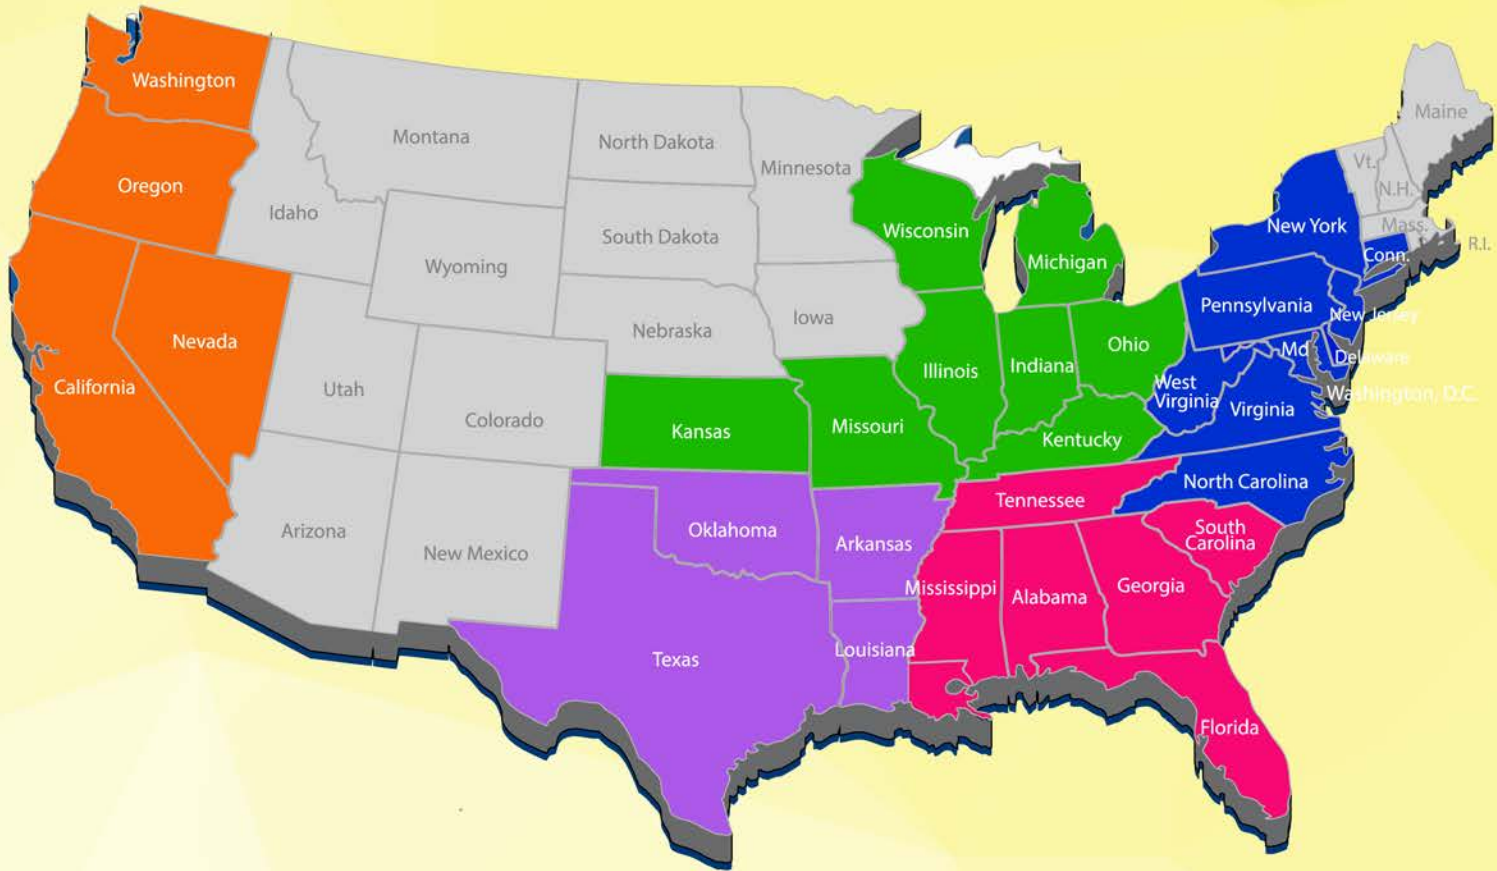 Washington
Montana
North Dakota
Minnesota
Maine
Vt.
N.H.
Oregon
Idaho
Wyoming
South Dakota
Wisconsin
Michigan
New York
Mass.
R.I.
Conn.
Nevada
Nebraska
Iowa
Pennsylvania
New Jersey
California
Utah
Colorado
Kansas
Missouri
Illinois
Indiana
Ohio
Md
Delaware
West
Virginia
Virginia
Washington, D.C.
Kentucky
Arizona
New Mexico
Oklahoma
Arkansas
Tennessee
North Carolina
South
Carolina
Texas
Louisiana
Mississippi
Alabama
Georgia
Florida